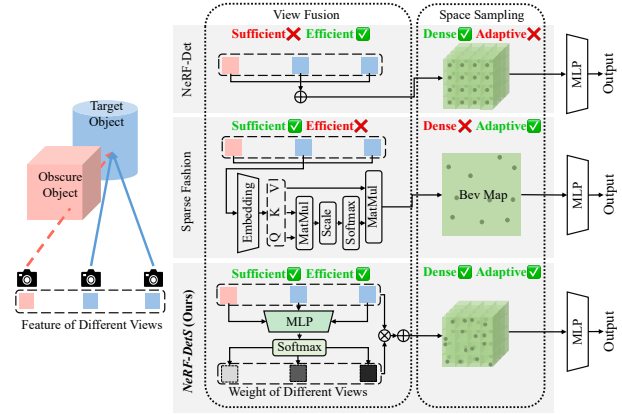 View Fusion
Space Sampling
NeRF-Det
Sufficient Efficient
Dense Adaptive
MLP
Output
Target
Object
Obscure
Object
Feature of Different Views
Sparse Fashion
Sufficient Efficient
Dense Adaptive
Embedding
V
K
Q
MatMul
Scale
Softmax
MatMul
Bev Map
MLP
Output
NeRF-DetS (Ours)
Sufficient Efficient
Dense Adaptive
MLP
Softmax
Weight of Different Views
MLP
Output